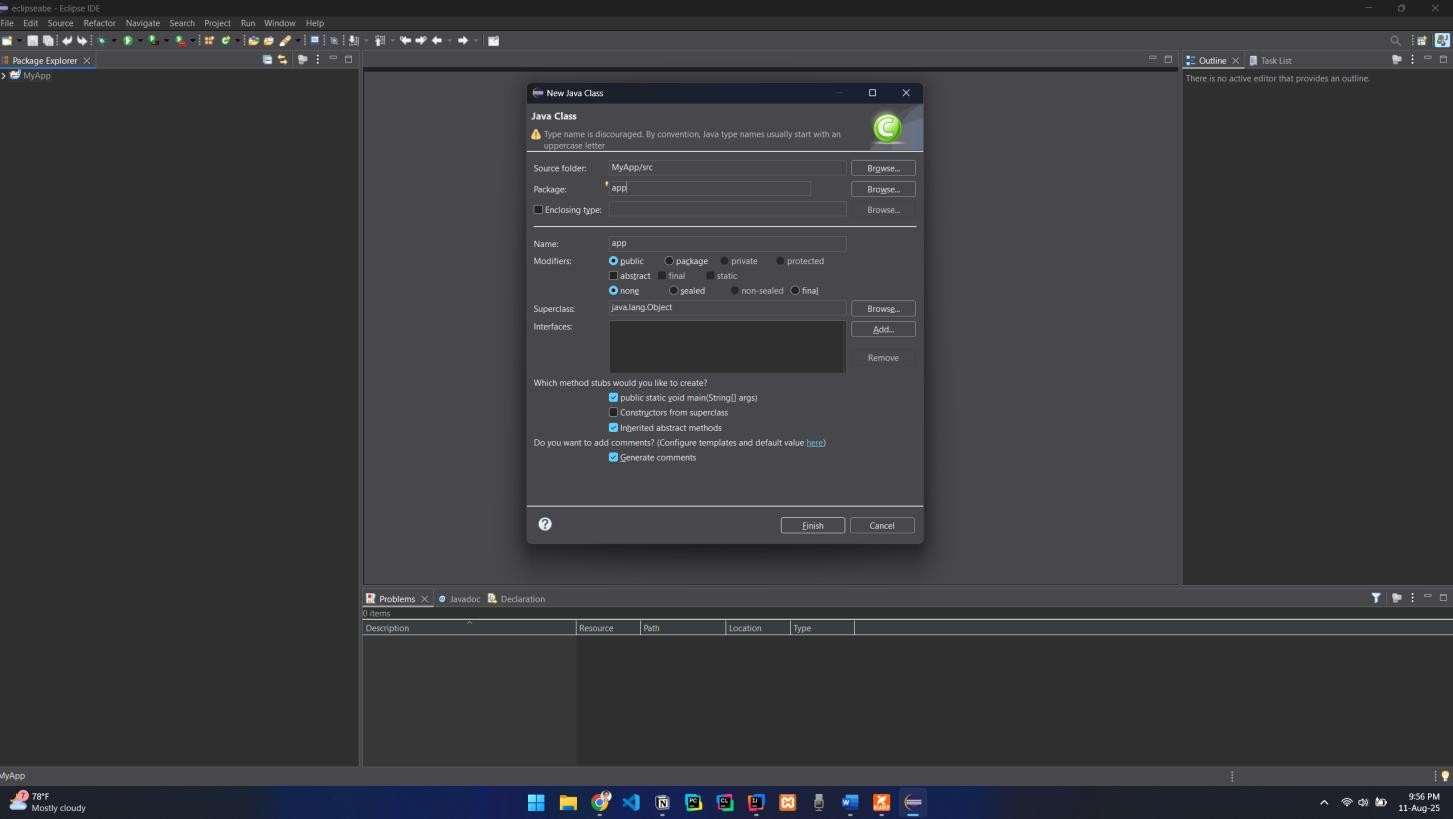 eclipseabe - Eclipse IDE
File Edit Source Refactor Navigate Search Project Run Window Help
Package Explorer
MyApp
Outline Task List
There is no active editor that provides an outline.
New Java Class
Java Class
Type name is discouraged. By convention, Java type names usually start with an
uppercase letter
Source folder: MyApp/src Browse...
Package: app Browse...
Enclosing type: Browse...
Name: app
Modifiers: public package private protected
abstract final static
none sealed non-sealed final
Superclass: java.lang.Object Browse...
Interfaces: Add...
Remove
Which method stubs would you like to create?
public static void main(String[] args)
Constructors from superclass
Inherited abstract methods
Do you want to add comments? (Configure templates and default value here)
Generate comments
Finish Cancel
Problems Javadoc Declaration
0 items
Description Resource Path Location Type
MyApp
7 78°F
Mostly cloudy
9:56 PM
11-Aug-25